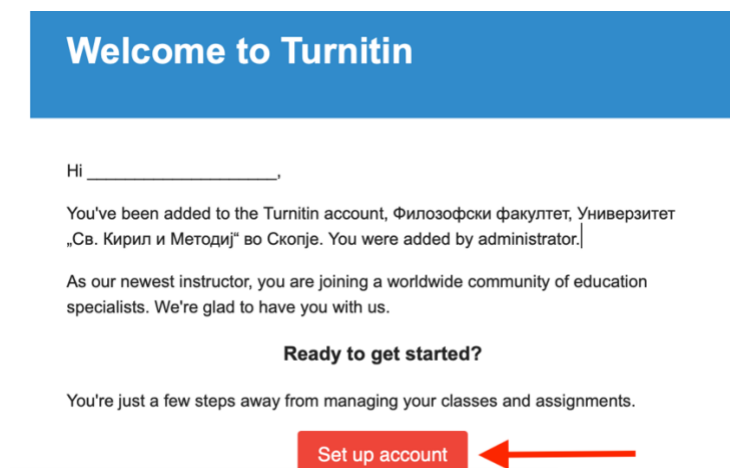 Welcome to Turnitin
Hi ____________________,
You've been added to the Turnitin account, Филозофски факултет, Универзитет
„Св. Кирил и Методиј“ во Скопје. You were added by administrator.
As our newest instructor, you are joining a worldwide community of education
specialists. We're glad to have you with us.
Ready to get started?
You're just a few steps away from managing your classes and assignments.
Set up account